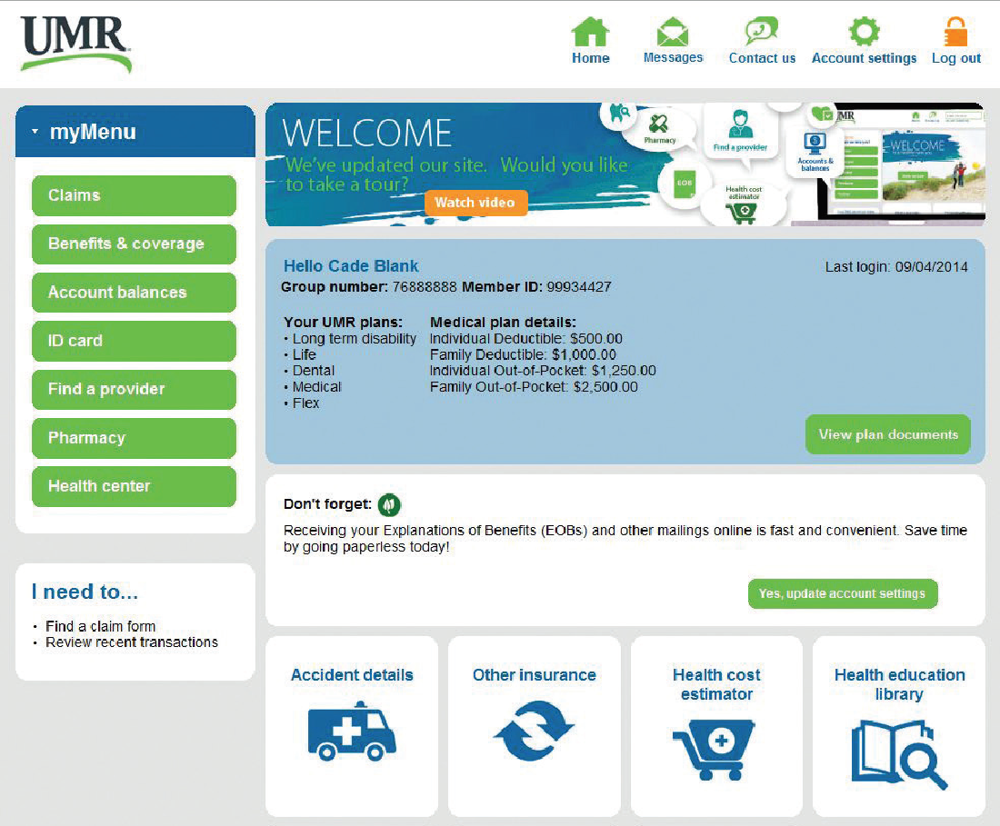 UMR
Home
Messages
Contact us
Account settings
Log out
myMenu
Claims
Benefits & coverage
Account balances
ID card
Find a provider
Pharmacy
Health center
I need to...
• Find a claim form
• Review recent transactions
WELCOME
We've updated our site. Would you like
to take a tour?
Watch video
Pharmacy
Find a provider
Accounts &
balances
EOB
Health cost
estimator
WELCOME
Hello Cade Blank
Last login: 09/04/2014
Group number: 76888888 Member ID: 99934427
Your UMR plans:
• Long term disability
• Life
• Dental
• Medical
• Flex
Medical plan details:
Individual Deductible: $500.00
Family Deductible: $1,000.00
Individual Out-of-Pocket: $1,250.00
Family Out-of-Pocket: $2,500.00
View plan documents
Don't forget:
Receiving your Explanations of Benefits (EOBs) and other mailings online is fast and convenient. Save time
by going paperless today!
Yes, update account settings
Accident details
Other insurance
Health cost
estimator
Health education
library